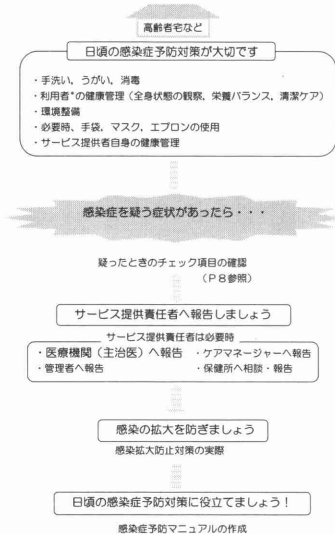 高齢者宅など
日頃の感染症予防対策が大切です
・手洗い，うがい，消毒
・利用者*の健康管理（全身状態の観察，栄養バランス，清潔ケア）
・環境整備
・必要時、手袋，マスク，エプロンの使用
・サービス提供者自身の健康管理
感染症を疑う症状があったら・・・
疑ったときのチェック項目の確認
（P８参照）
サービス提供責任者へ報告しましょう
サービス提供責任者は必要時
・医療機関（主治医）へ報告 ・ケアマネージャーへ報告
・管理者へ報告 ・保健所へ相談・報告
感染の拡大を防ぎましょう
感染拡大防止対策の実際
日頃の感染症予防対策に役立てましょう！
感染症予防マニュアルの作成